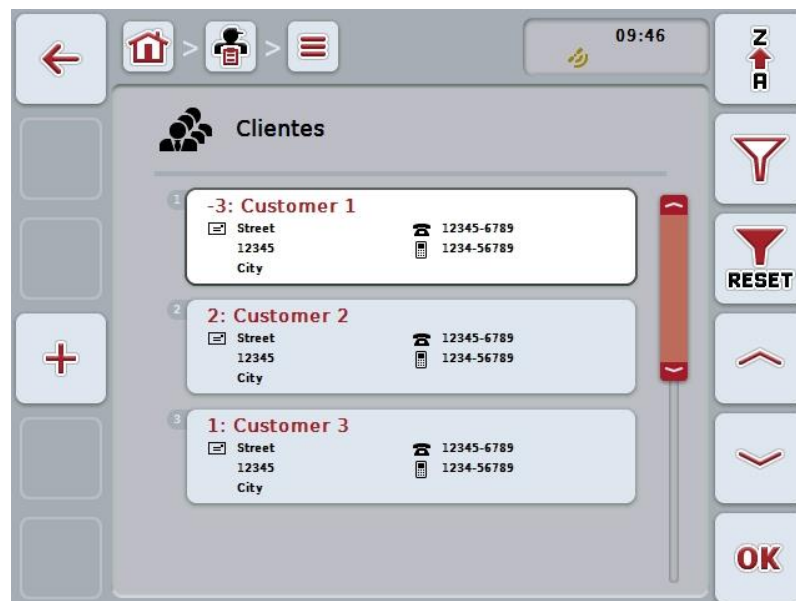 09:46
Z
A
Clientes
1
-3: Customer 1
Street
12345-6789
12345
1234-56789
City
RESET
2
2: Customer 2
Street
12345-6789
12345
1234-56789
City
3
1: Customer 3
Street
12345-6789
12345
1234-56789
City
OK